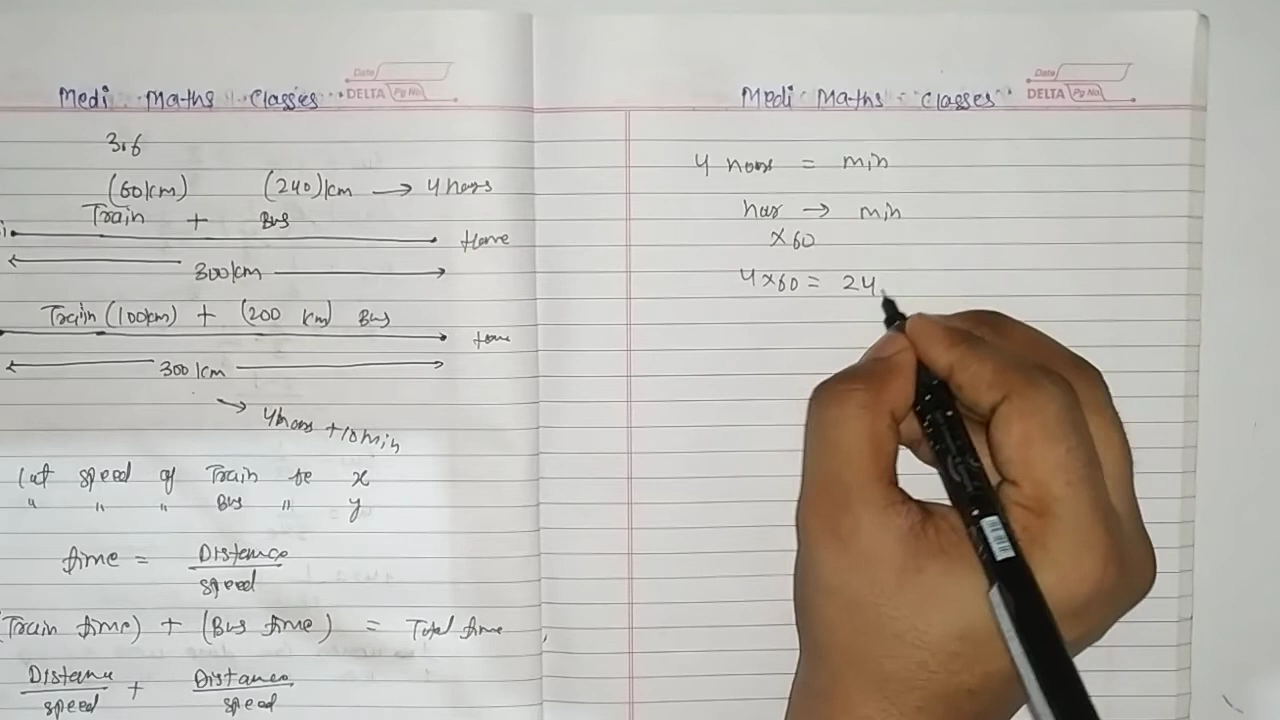 Medi Maths Classes
Date
DELTA Pg No
3.6
(60km) (240)km → 4 hours
Train + Bus
Home
300km
Train (100km) + (200 km) Bus
300 km
→ 4hours +10min
Let speed of Train be x
" " " Bus " y
time = Distance
speed
(Train time) + (Bus time) = Total time
Distance + Distance
speed speed
Medi Maths Classes
Date
DELTA Pg No
4 hours = min
hour → min
×60
4×60 = 24